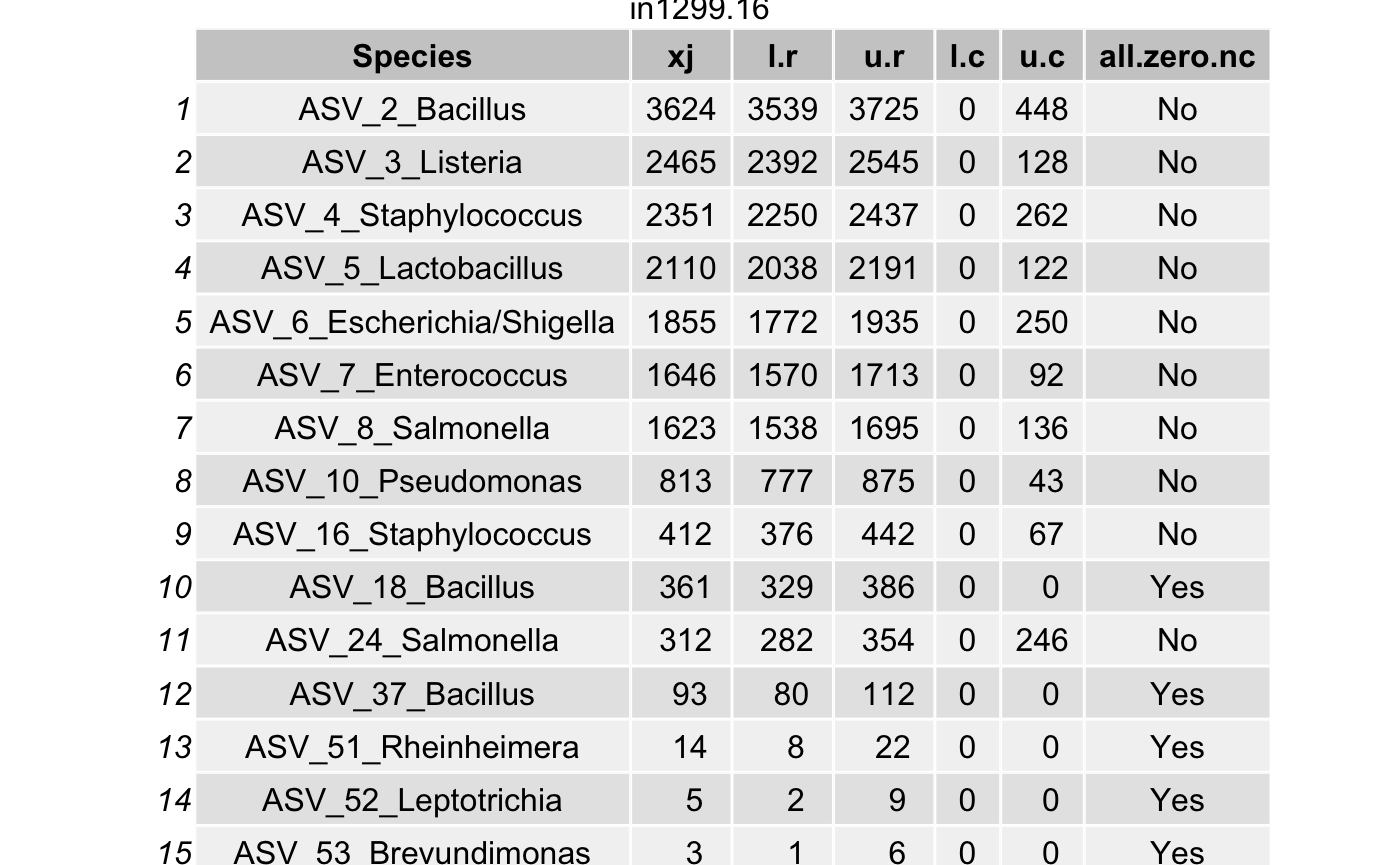 in1299.16
Species xj l.r u.r l.c u.c all.zero.nc
1 ASV_2_Bacillus 3624 3539 3725 0 448 No
2 ASV_3_Listeria 2465 2392 2545 0 128 No
3 ASV_4_Staphylococcus 2351 2250 2437 0 262 No
4 ASV_5_Lactobacillus 2110 2038 2191 0 122 No
5 ASV_6_Escherichia/Shigella 1855 1772 1935 0 250 No
6 ASV_7_Enterococcus 1646 1570 1713 0 92 No
7 ASV_8_Salmonella 1623 1538 1695 0 136 No
8 ASV_10_Pseudomonas 813 777 875 0 43 No
9 ASV_16_Staphylococcus 412 376 442 0 67 No
10 ASV_18_Bacillus 361 329 386 0 0 Yes
11 ASV_24_Salmonella 312 282 354 0 246 No
12 ASV_37_Bacillus 93 80 112 0 0 Yes
13 ASV_51_Rheinheimera 14 8 22 0 0 Yes
14 ASV_52_Leptotrichia 5 2 9 0 0 Yes
15 ASV_53_Brevundimonas 3 1 6 0 0 Yes